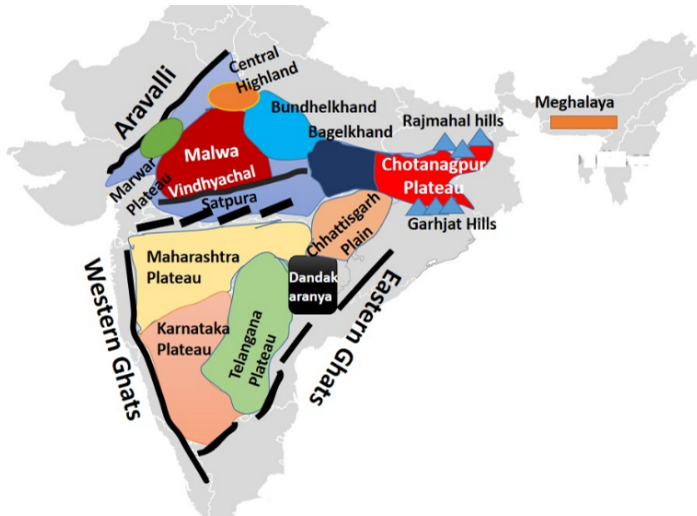 Aravalli
Central
Highland
Bundhelkhand
Bagelkhand
Rajmahal hills
Meghalaya
Marwar
Plateau
Malwa
Vindhyachal
Satpura
Chotanagpur
Plateau
Garhjat Hills
Chhattisgarh
Plain
Maharashtra
Plateau
Dandak
aranya
Western Ghats
Eastern Ghats
Karnataka
Plateau
Telangana
Plateau